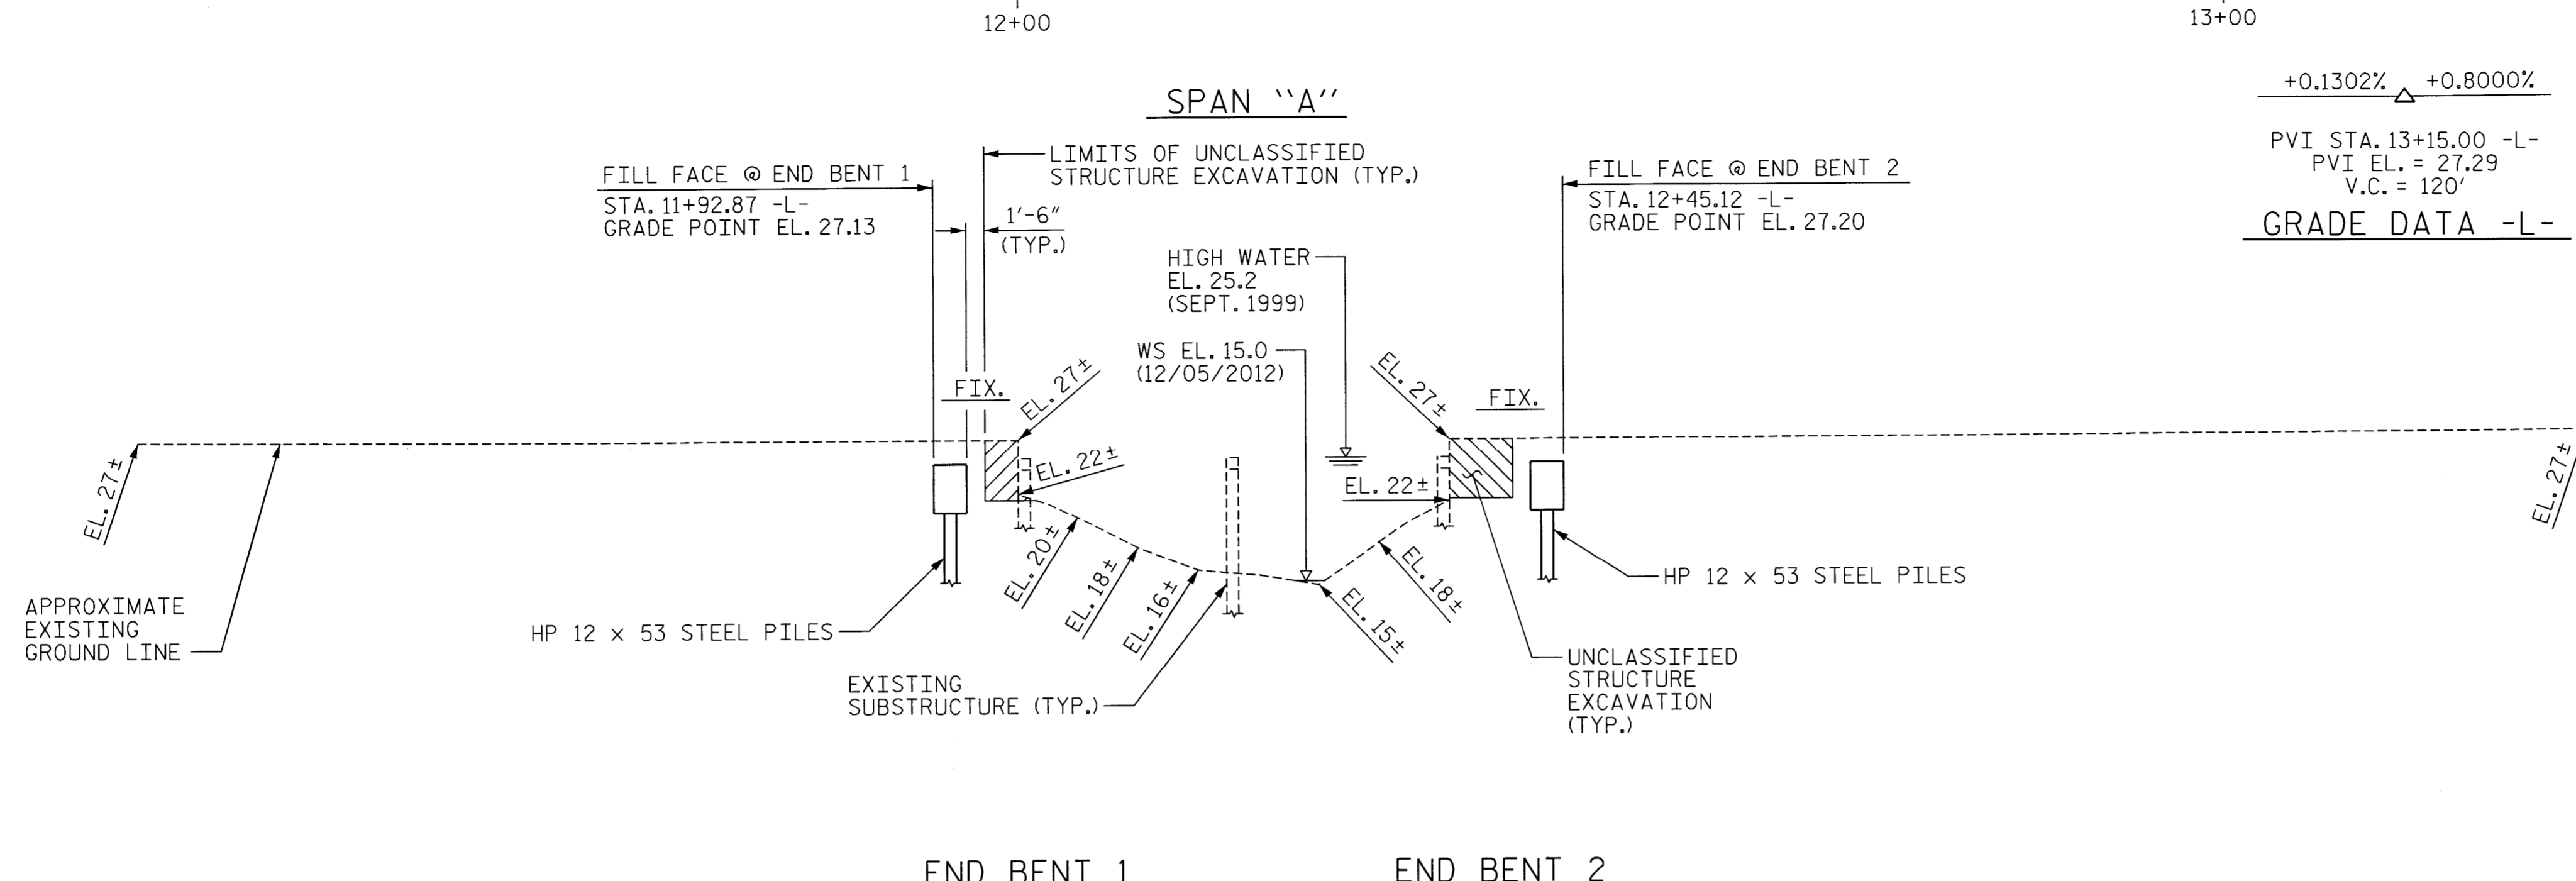 12+00
13+00
SPAN "A"
+0.1302% +0.8000%
PVI STA. 13+15.00 -L-
PVI EL. = 27.29
V.C. = 120'
GRADE DATA -L-
LIMITS OF UNCLASSIFIED
STRUCTURE EXCAVATION (TYP.)
FILL FACE @ END BENT 1
STA. 11+92.87 -L-
GRADE POINT EL. 27.13
1'-6"
(TYP.)
FILL FACE @ END BENT 2
STA. 12+45.12 -L-
GRADE POINT EL. 27.20
HIGH WATER
EL. 25.2
(SEPT. 1999)
WS EL. 15.0
(12/05/2012)
FIX.
EL. 27±
EL. 27±
FIX.
EL. 27±
EL. 22±
EL. 22±
EL. 27±
EL. 20±
EL. 18±
EL. 16±
EL. 15±
EL. 18±
HP 12 x 53 STEEL PILES
HP 12 x 53 STEEL PILES
APPROXIMATE
EXISTING
GROUND LINE
EXISTING
SUBSTRUCTURE (TYP.)
UNCLASSIFIED
STRUCTURE
EXCAVATION
(TYP.)
END BENT 1
END BENT 2